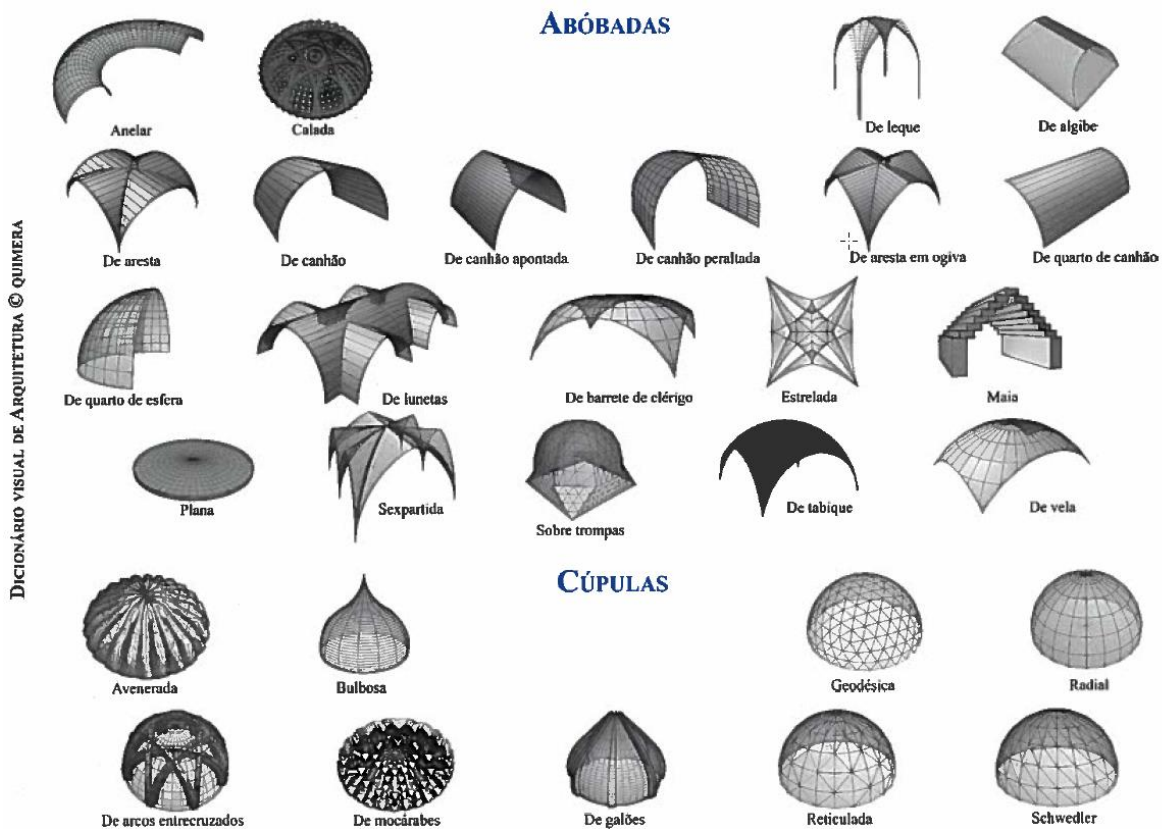 ABÓBADAS
Anelar
Calada
De leque
De algibe
De aresta
De canhão
De canhão apontada
De canhão peraltada
De aresta em ogiva
De quarto de canhão
De quarto de esfera
De lunetas
De barrete de clérigo
Estrelada
Maia
Plana
Sexpartida
Sobre trompas
De tabique
De vela
CÚPULAS
Avenerada
Bulbosa
Geodésica
Radial
De arcos entrecruzados
De mocárabes
De galões
Reticulada
Schwedler
DICIONÁRIO VISUAL DE ARQUITETURA © QUIMERA